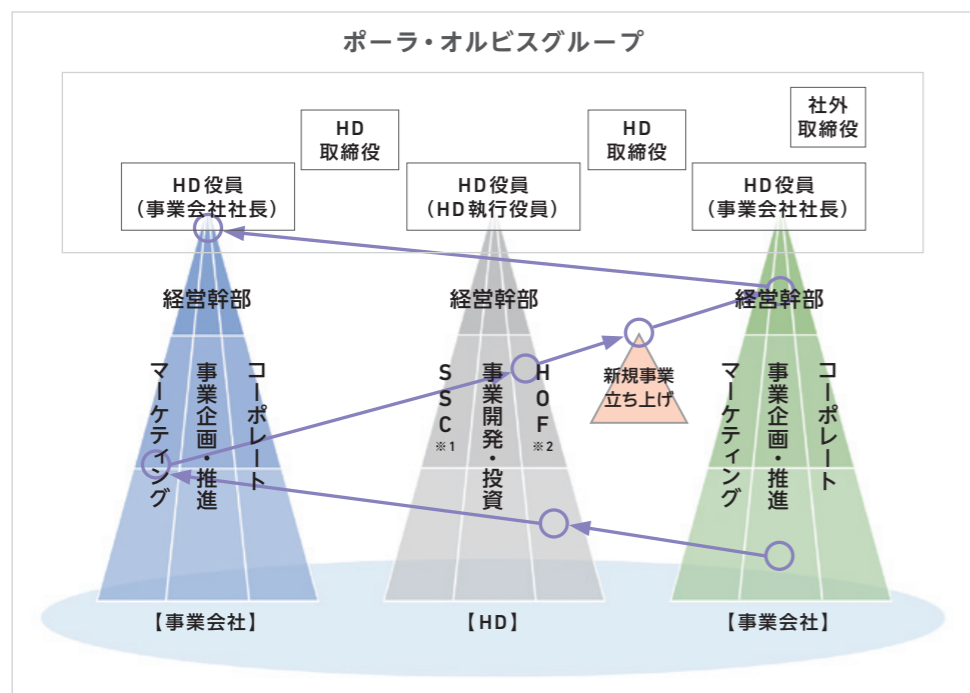 ポーラ・オルビスグループ
社外
取締役
HD
取締役
HD
取締役
HD役員
（事業会社社長）
HD役員
（HD執行役員）
HD役員
（事業会社社長）
経営幹部
経営幹部
経営幹部
マーケティング
事業企画・推進
コーポレート
SSC※1
事業開発・投資
HOF※2
新規事業
立ち上げ
マーケティング
事業企画・推進
コーポレート
【事業会社】
【HD】
【事業会社】